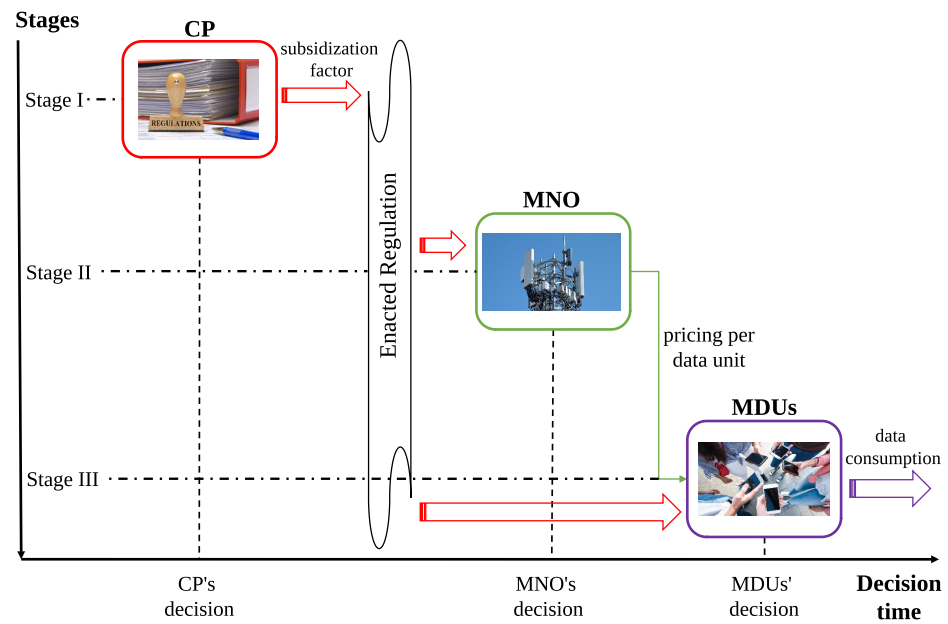 Stages
CP
subsidization
factor
Stage I
REGULATIONS
Enacted Regulation
MNO
Stage II
pricing per
data unit
MDUs
data
consumption
Stage III
CP's
decision
MNO's
decision
MDUs'
decision
Decision
time